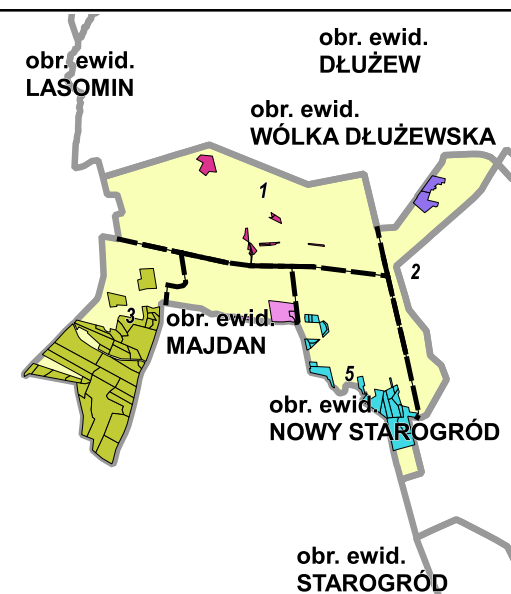 obr. ewid.
DŁUŻEW
obr. ewid.
LASOMIN
obr. ewid.
WÓLKA DŁUŻEWSKA
1
2
3
obr. ewid.
MAJDAN
5
obr. ewid.
NOWY STAROGRÓD
obr. ewid.
STAROGRÓD